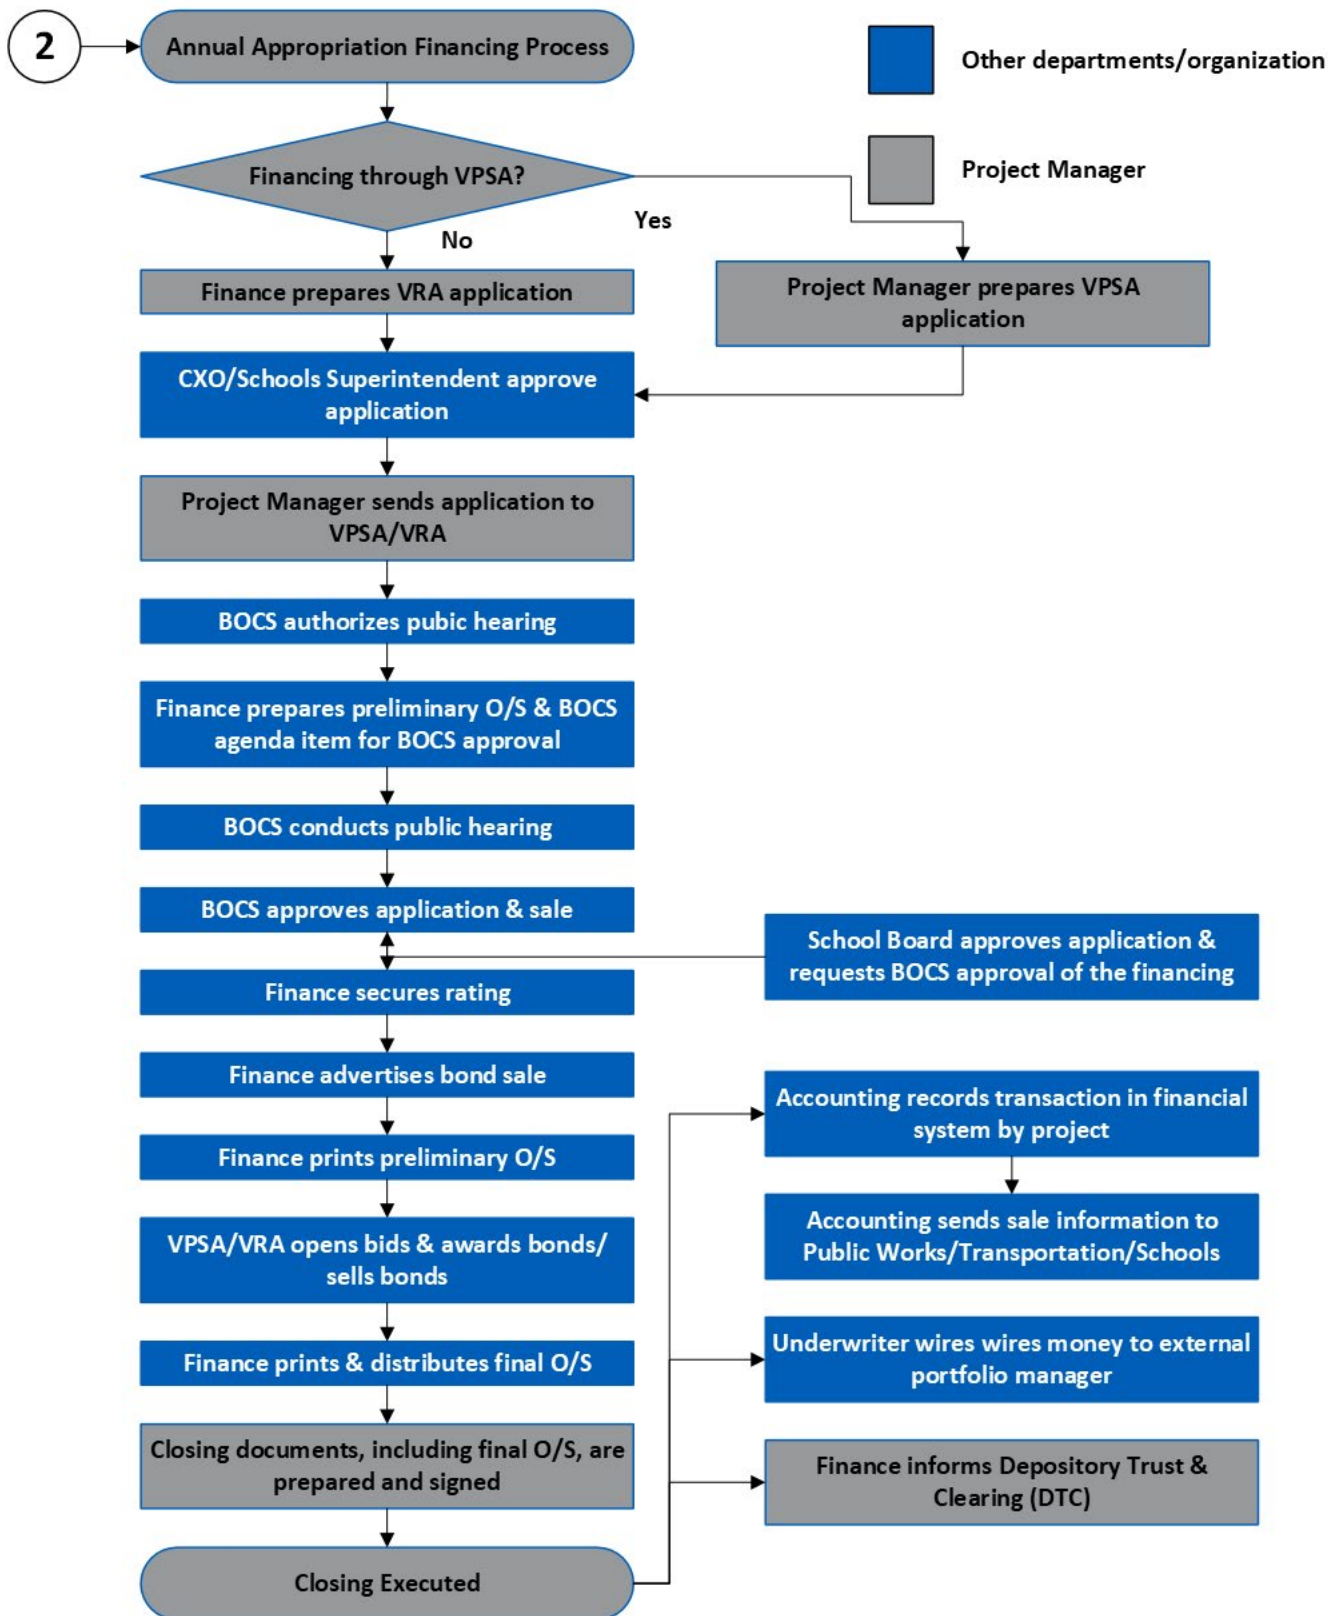 2
Annual Appropriation Financing Process
Other departments/organization
Project Manager
Financing through VPSA?
Yes
No
Finance prepares VRA application
Project Manager prepares VPSA
application
CXO/Schools Superintendent approve
application
Project Manager sends application to
VPSA/VRA
BOCS authorizes pubic hearing
Finance prepares preliminary O/S & BOCS
agenda item for BOCS approval
BOCS conducts public hearing
BOCS approves application & sale
School Board approves application &
requests BOCS approval of the financing
Finance secures rating
Finance advertises bond sale
Finance prints preliminary O/S
VPSA/VRA opens bids & awards bonds/
sells bonds
Finance prints & distributes final O/S
Closing documents, including final O/S, are
prepared and signed
Closing Executed
Accounting records transaction in financial
system by project
Accounting sends sale information to
Public Works/Transportation/Schools
Underwriter wires wires money to external
portfolio manager
Finance informs Depository Trust &
Clearing (DTC)